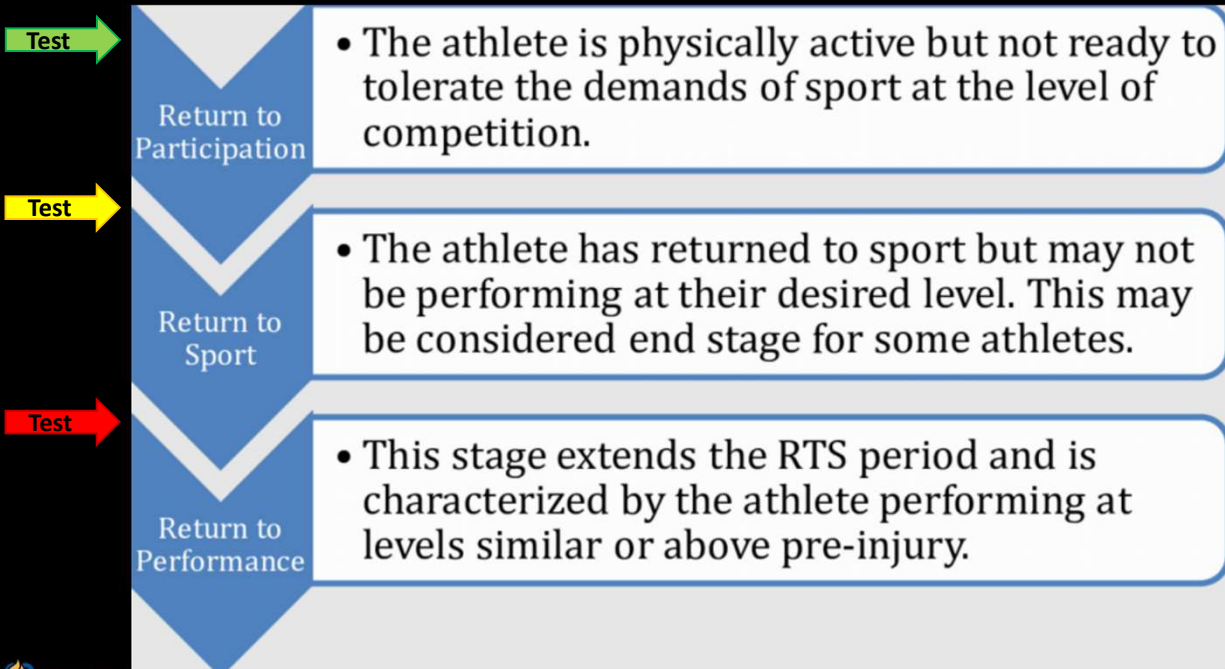 Test
Return to
Participation
• The athlete is physically active but not ready to
tolerate the demands of sport at the level of
competition.
Test
Return to
Sport
• The athlete has returned to sport but may not
be performing at their desired level. This may
be considered end stage for some athletes.
Test
Return to
Performance
• This stage extends the RTS period and is
characterized by the athlete performing at
levels similar or above pre-injury.